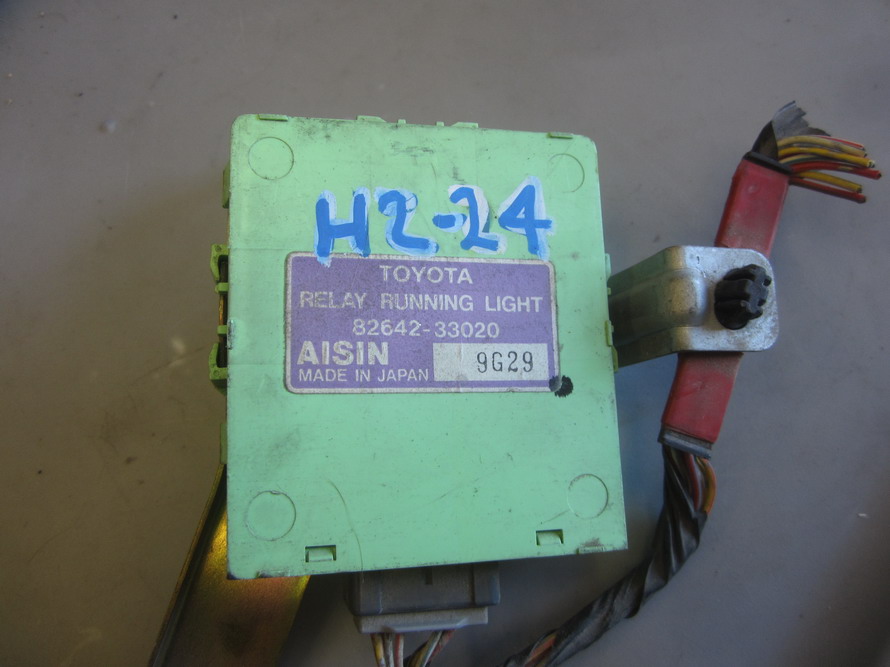 H2-24
TOYOTA
RELAY RUNNING LIGHT
82642-33020
AISIN 9G29
MADE IN JAPAN